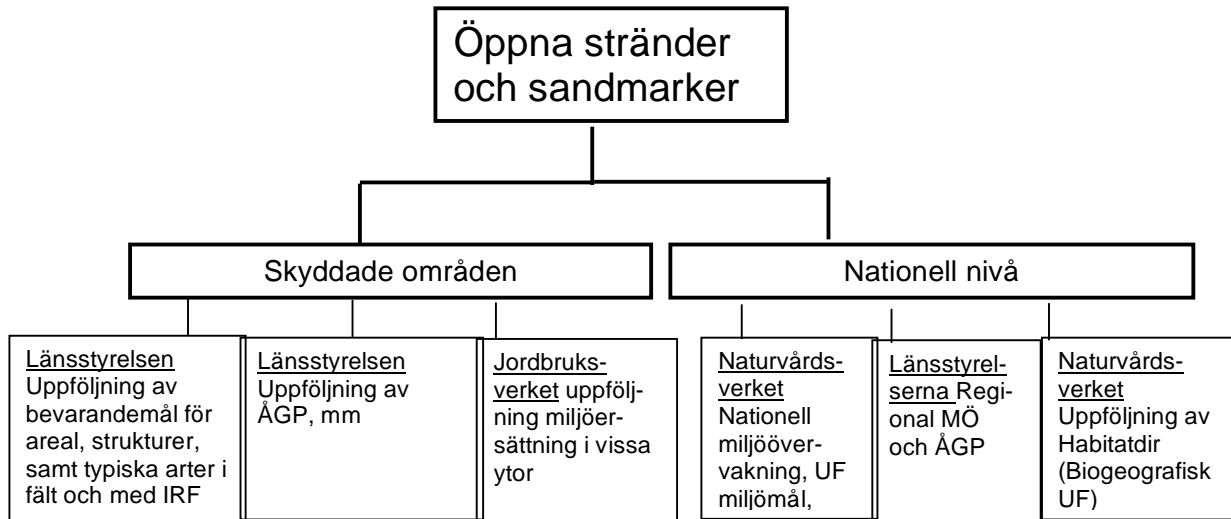 Öppna stränder
och sandmarker
Skyddade områden
Nationell nivå
Länsstyrelsen
Uppföljning av
bevarandemål för
areal, strukturer,
samt typiska arter i
fält och med IRF
Länsstyrelsen
Uppföljning av
ÅGP, mm
Jordbruks-
verket uppfölj-
ning miljöer-
sättning i vissa
ytor
Naturvårds-
verket
Nationell
miljööver-
vakning, UF
miljömål,
Länsstyrel-
serna Regi-
onal MÖ
och ÅGP
Naturvårds-
verket
Uppföljning av
Habitatdir
(Biogeografisk
UF)